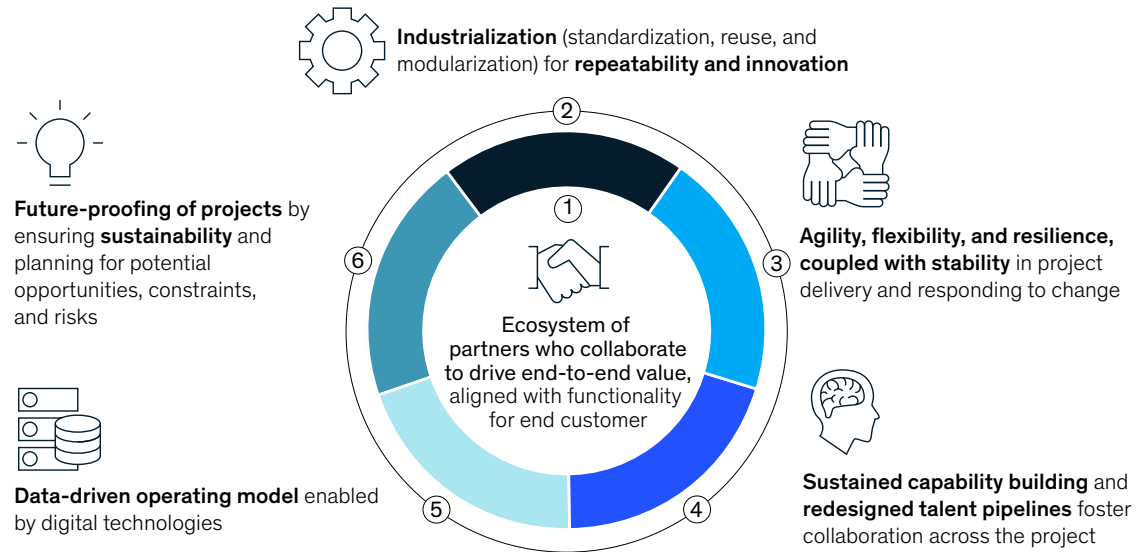 Industrialization (standardization, reuse, and
modularization) for repeatability and innovation
1
Ecosystem of
partners who collaborate
to drive end-to-end value,
aligned with functionality
for end customer
2
3
Agility, flexibility, and resilience,
coupled with stability in project
delivery and responding to change
4
Sustained capability building and
redesigned talent pipelines foster
collaboration across the project
5
Data-driven operating model enabled
by digital technologies
6
Future-proofing of projects by
ensuring sustainability and
planning for potential
opportunities, constraints,
and risks